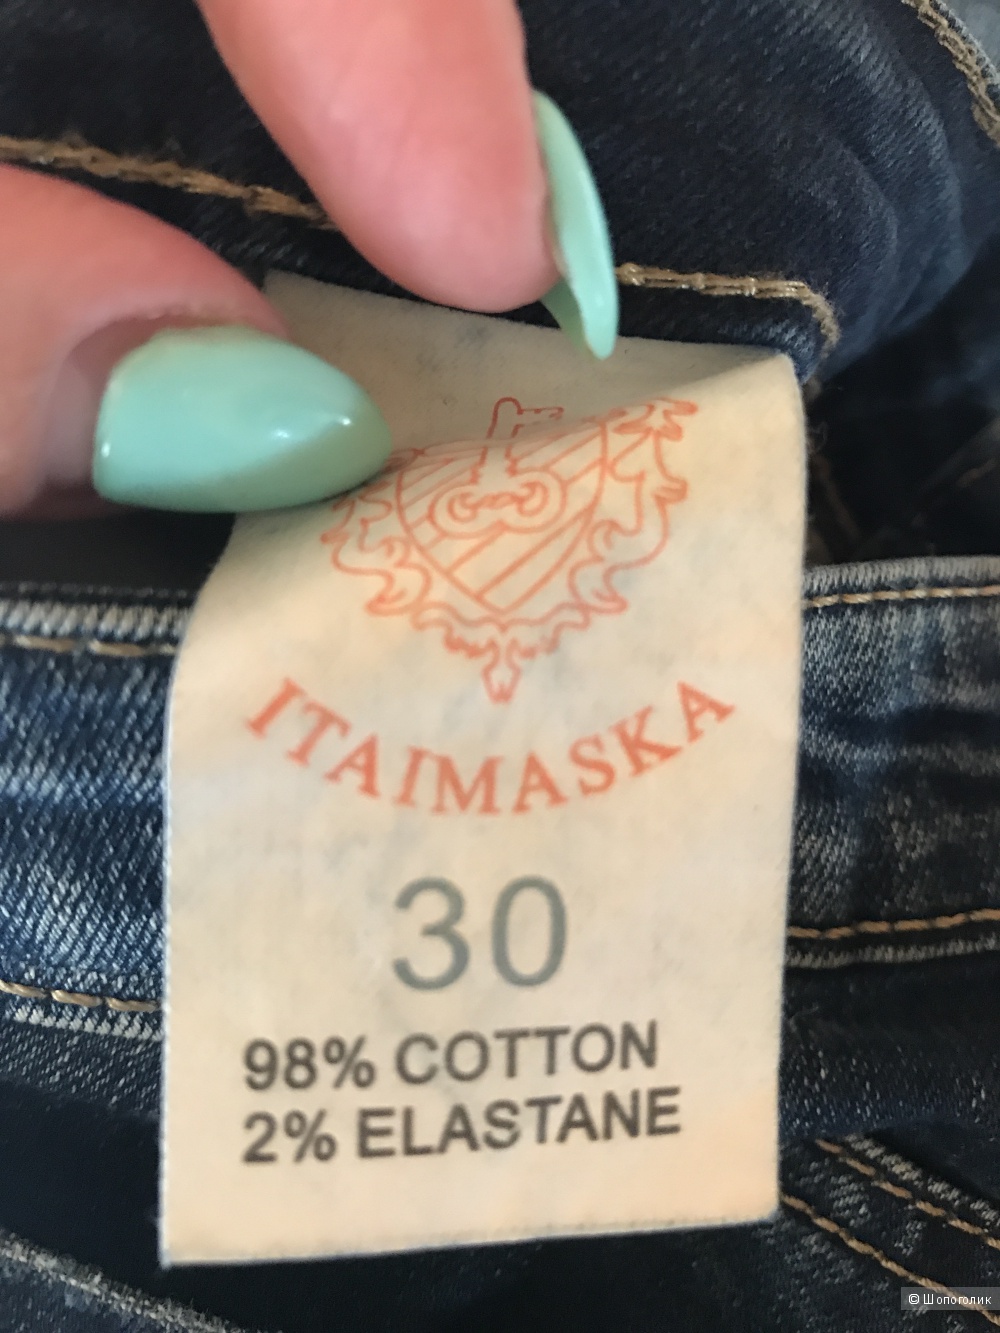 ITAIMASKA
30
98% COTTON
2% ELASTANE
© Шопоголик